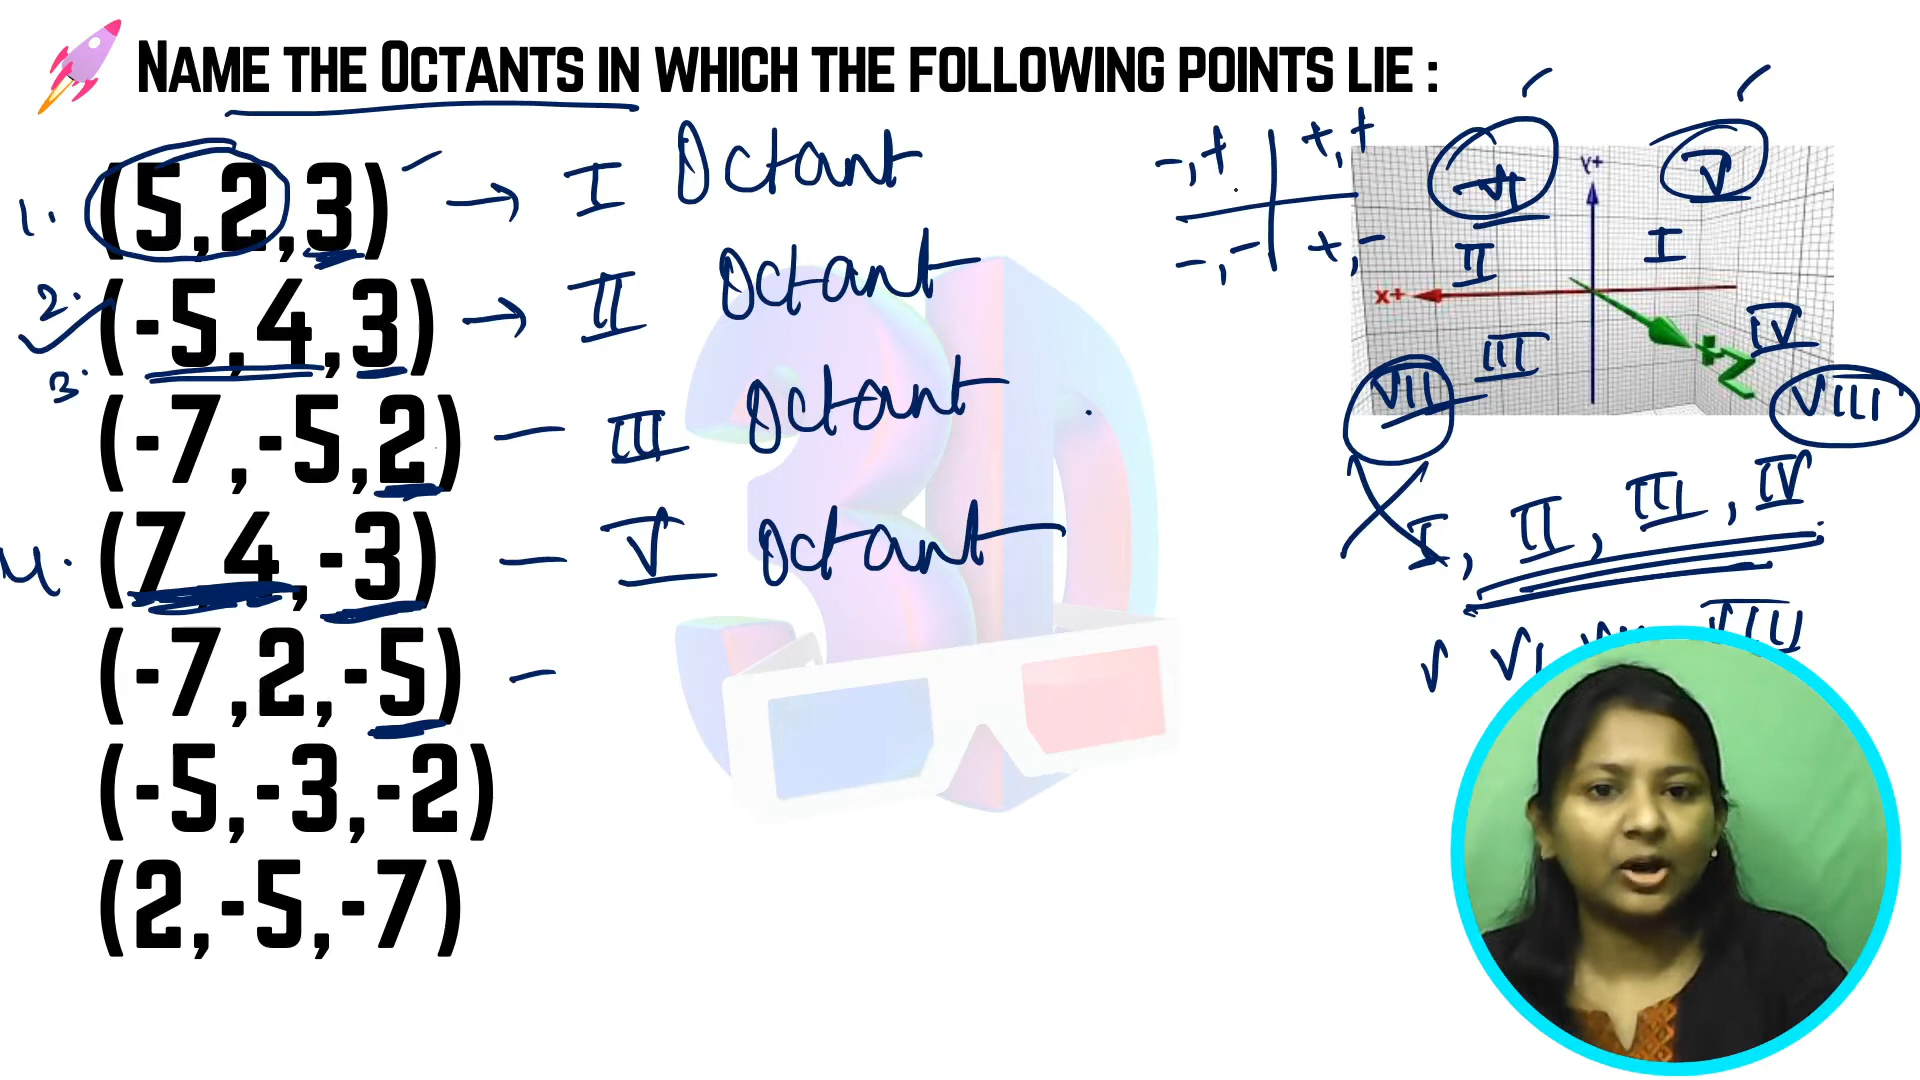 NAME THE OCTANTS IN WHICH THE FOLLOWING POINTS LIE :
1. (5,2,3) → I Octant
2. (-5,4,3) → II Octant
3. (-7,-5,2) — III Octant
4. (7 4,-3) — V Octant
(-7,2,-5) —
(-5,-3,-2)
(2,-5,-7)
-,+ +,+
-,- +,-
VI V
y+
II I
x+
III IV
+Z
VII VIII
I, II, III, IV
V VI VIII